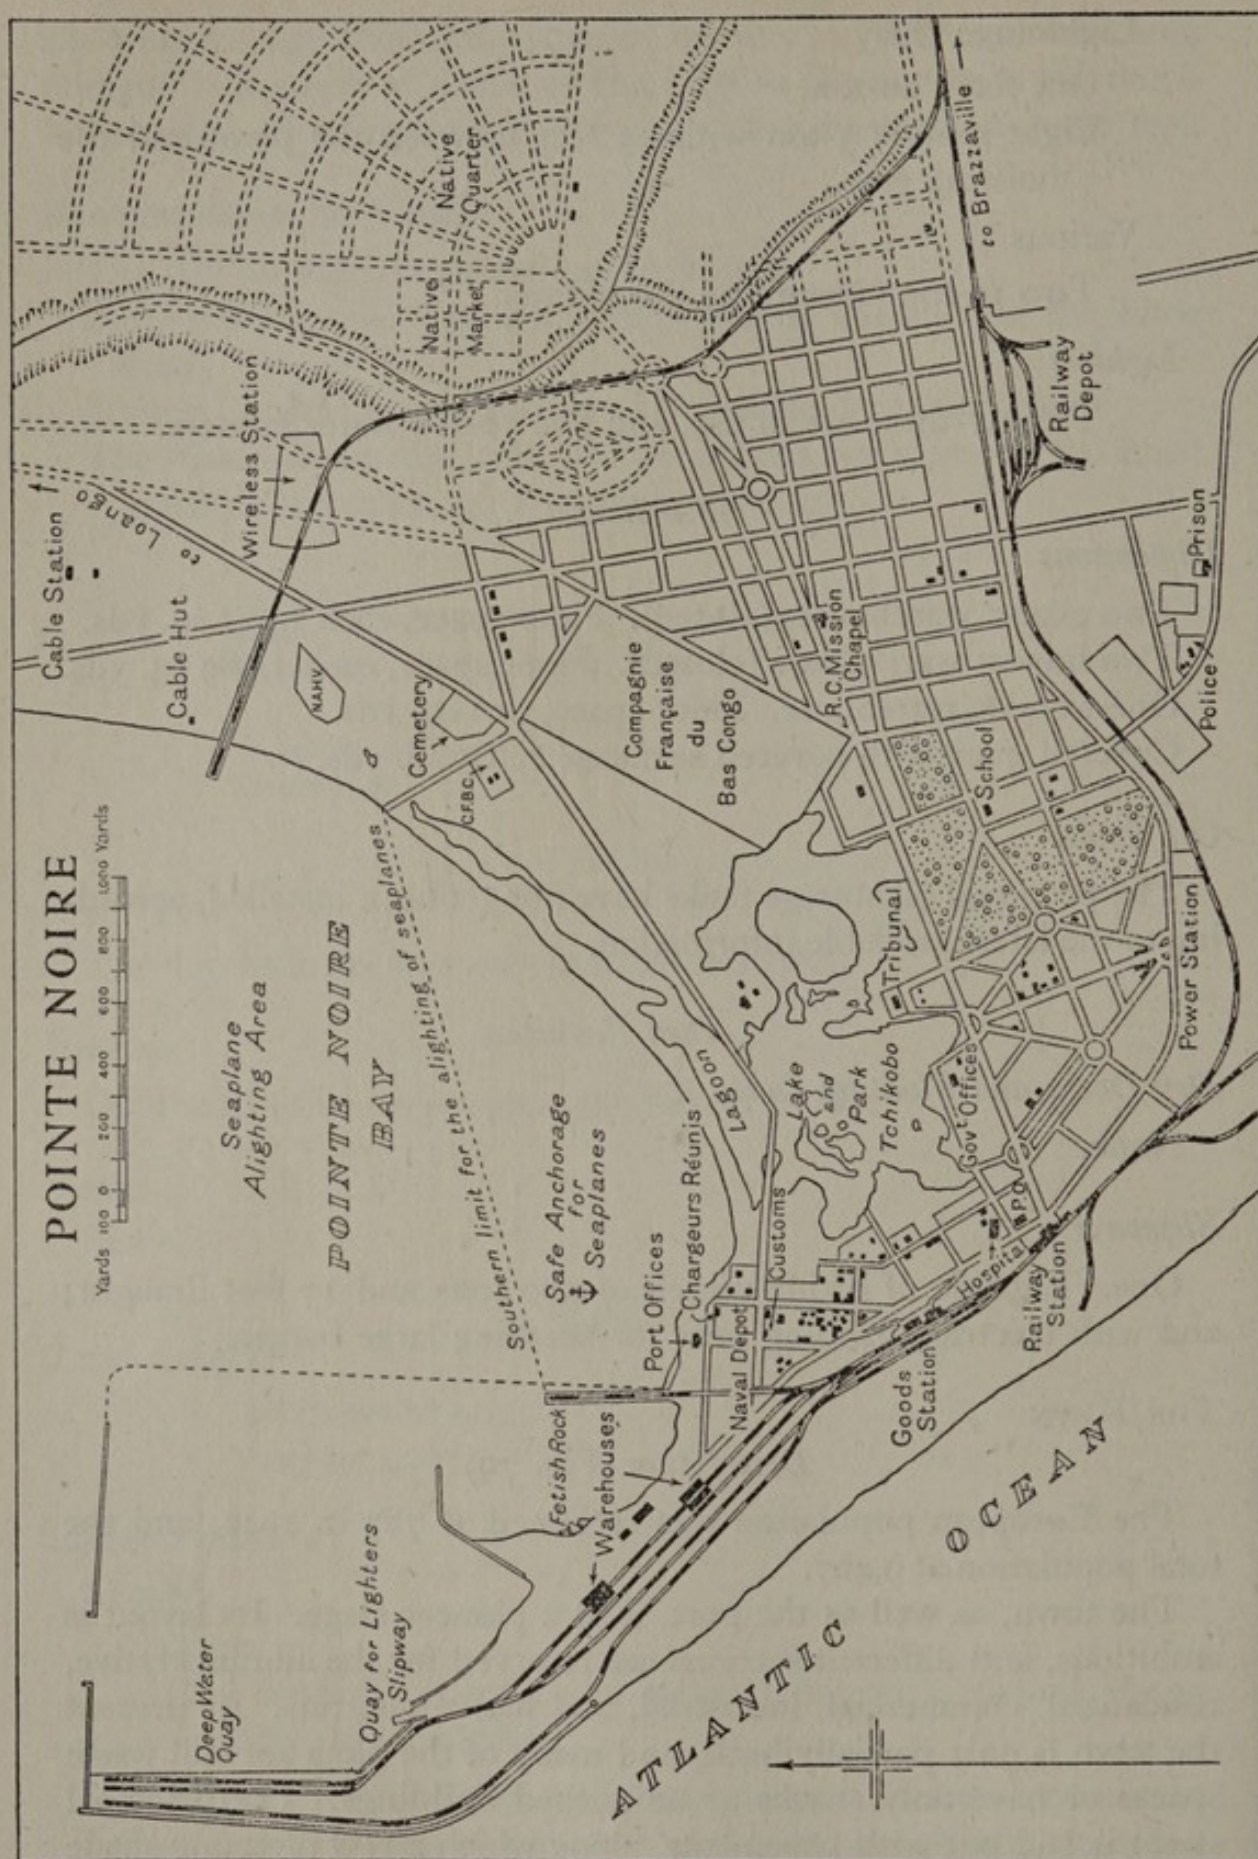 POINTE NOIRE
Yards 100 0 200 400 600 800 1,000 Yards
Seaplane
Alighting Area
POINTE NOIRE
BAY
Southern limit for the alighting of seaplanes
Safe Anchorage
for
Seaplanes
Cable Station
Cable Hut
to Loango
Wireless Station
N.A.H.V.
Cemetery
C.F.B.C.
Native
Quarter
Native
Market
Compagnie
Française
du
Bas Congo
R.C. Mission
Chapel
School
to Brazzaville
Railway
Depot
Prison
Police
Power Station
Tribunal
Lagoon
Lake
and
Park
Tchikobo
Govt Offices
P.O.
Hospital
Railway
Station
Customs
Chargeurs Réunis
Port Offices
Naval Depot
Goods
Station
Fetish Rock
Warehouses
Quay for Lighters
Slipway
Deep Water
Quay
ATLANTIC
OCEAN